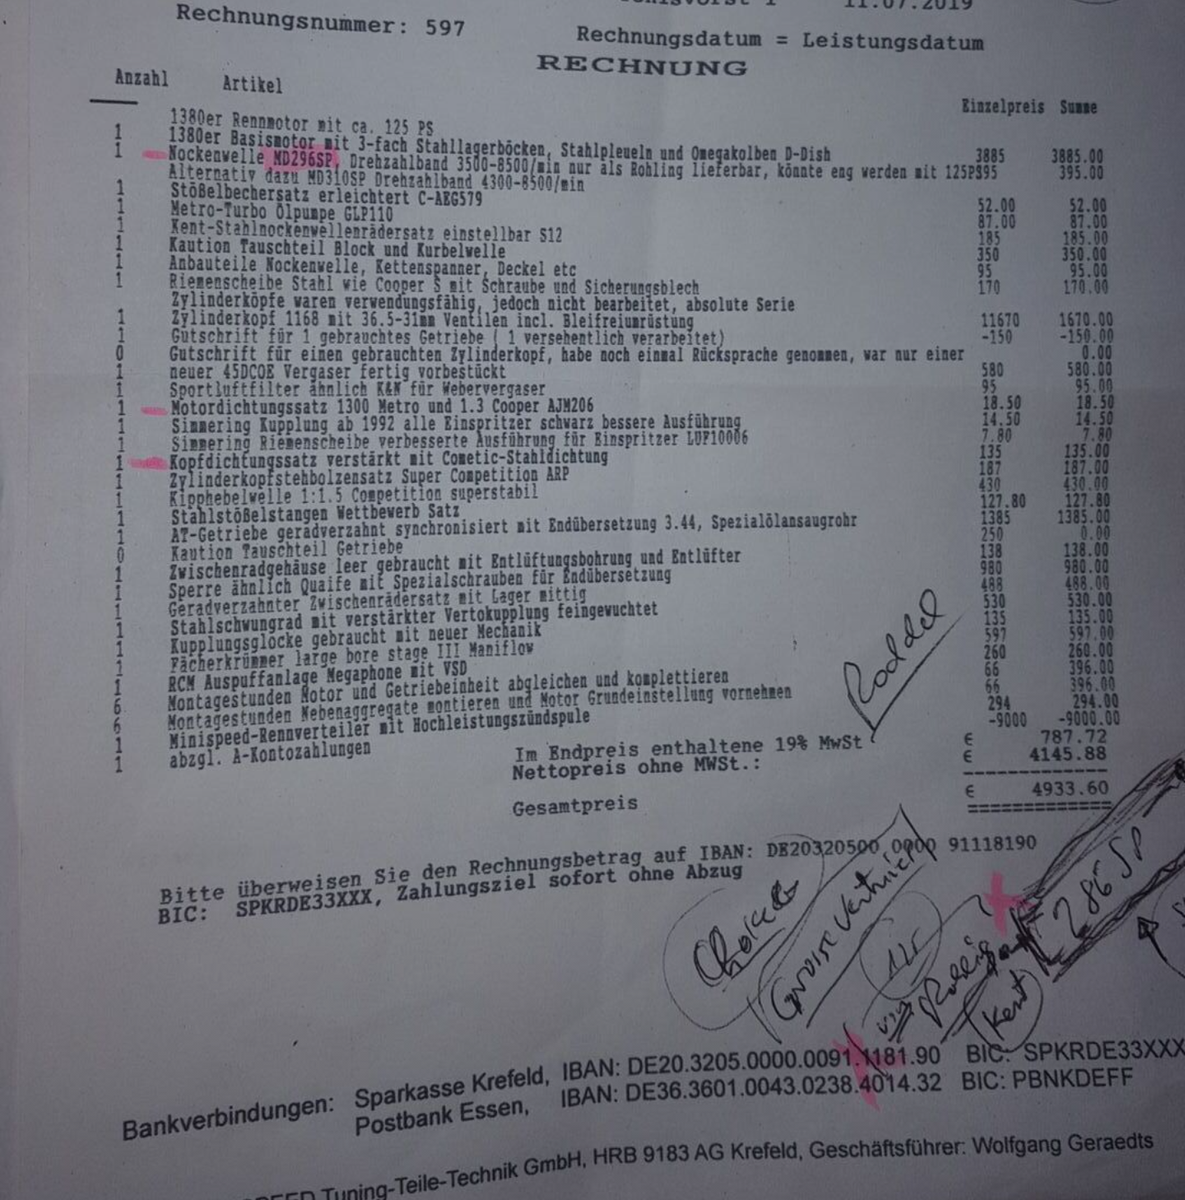 Rechnungsnummer: 597
11.07.2019
Rechnungsdatum = Leistungsdatum
RECHNUNG
Anzahl Artikel Einzelpreis Summe
1380er Rennmotor mit ca. 125 PS
1 1380er Basismotor mit 3-fach Stahllagerböcken, Stahlpleueln und Omegakolben D-Dish 3885 3885.00
1 Nockenwelle MD296SP, Drehzahlband 3500-8500/min nur als Rohling lieferbar, könnte eng werden mit 125PS 395 395.00
Alternativ dazu MD310SP Drehzahlband 4300-8500/min
1 Stößelbechersatz erleichtert C-AEG579 52.00 52.00
1 Metro-Turbo Ölpumpe GLP110 87.00 87.00
1 Kent-Stahlnockenwellenrädersatz einstellbar S12 185 185.00
1 Kaution Tauschteil Block und Kurbelwelle 350 350.00
1 Anbauteile Nockenwelle, Kettenspanner, Deckel etc 95 95.00
1 Riemenscheibe Stahl wie Cooper S mit Schraube und Sicherungsblech 170 170.00
Zylinderköpfe waren verwendungsfähig, jedoch nicht bearbeitet, absolute Serie
1 Zylinderkopf 1168 mit 36.5-31mm Ventilen incl. Bleifreiumrüstung 11670 1670.00
1 Gutschrift für 1 gebrauchtes Getriebe ( 1 versehentlich verarbeitet) -150 -150.00
0 Gutschrift für einen gebrauchten Zylinderkopf, habe noch einmal Rücksprache genommen, war nur einer 0.00
1 neuer 45DCOE Vergaser fertig vorbestückt 580 580.00
1 Sportluftfilter ähnlich K&N für Webervergaser 95 95.00
1 Motordichtungssatz 1300 Metro und 1.3 Cooper AJM206 18.50 18.50
1 Simmering Kupplung ab 1992 alle Einspritzer schwarz bessere Ausführung 14.50 14.50
1 Simmering Riemenscheibe verbesserte Ausführung für Einspritzer LUF10006 7.80 7.80
1 Kopfdichtungssatz verstärkt mit Cometic-Stahldichtung 135 135.00
1 Zylinderkopfstehbolzensatz Super Competition ARP 187 187.00
1 Kipphebelwelle 1:1.5 Competition superstabil 430 430.00
1 Stahlstößelstangen Wettbewerb Satz 127.80 127.80
1 AT-Getriebe geradverzahnt synchronisiert mit Endübersetzung 3.44, Spezialölansaugrohr 1385 1385.00
0 Kaution Tauschteil Getriebe 250 0.00
1 Zwischenradgehäuse leer gebraucht mit Entlüftungsbohrung und Entlüfter 138 138.00
1 Sperre ähnlich Quaife mit Spezialschrauben für Endübersetzung 980 980.00
1 Geradverzahnter Zwischenrädersatz mit Lager mittig 488 488.00
1 Stahlschwungrad mit verstärkter Vertokupplung feingewuchtet 530 530.00
1 Kupplungsglocke gebraucht mit neuer Mechanik 135 135.00
1 Fächerkrümmer large bore stage III Maniflow 597 597.00
1 RCM Auspuffanlage Megaphone mit VSD 260 260.00
6 Montagestunden Motor und Getriebeinheit abgleichen und komplettieren 66 396.00
6 Montagestunden Nebenaggregate montieren und Motor Grundeinstellung vornehmen 66 396.00
1 Minispeed-Rennverteiler mit Hochleistungszündspule 294 294.00
1 abzgl. A-Kontozahlungen -9000 -9000.00
Im Endpreis enthaltene 19% MwSt € 787.72
Nettopreis ohne MWSt.: € 4145.88
Gesamtpreis € 4933.60
Bitte überweisen Sie den Rechnungsbetrag auf IBAN: DE20320500 0000 91118190
BIC: SPKRDE33XXX, Zahlungsziel sofort ohne Abzug
286 SP
(Kent)
Bankverbindungen: Sparkasse Krefeld, IBAN: DE20.3205.0000.0091.1181.90 BIC: SPKRDE33XXX
Postbank Essen, IBAN: DE36.3601.0043.0238.4014.32 BIC: PBNKDEFF
Tuning-Teile-Technik GmbH, HRB 9183 AG Krefeld, Geschäftsführer: Wolfgang Geraedts